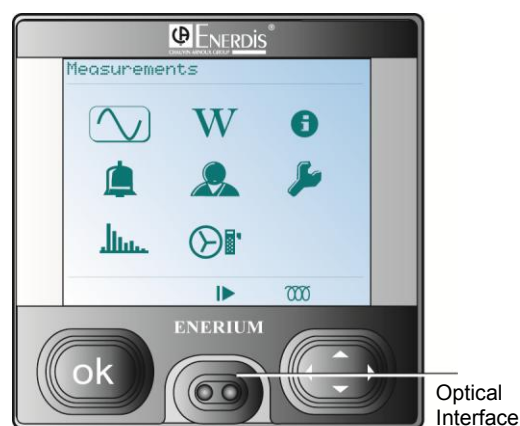 ENERDIS®
CHAUVIN ARNOUX GROUP
Measurements
W
i
ENERIUM
ok
Optical
Interface